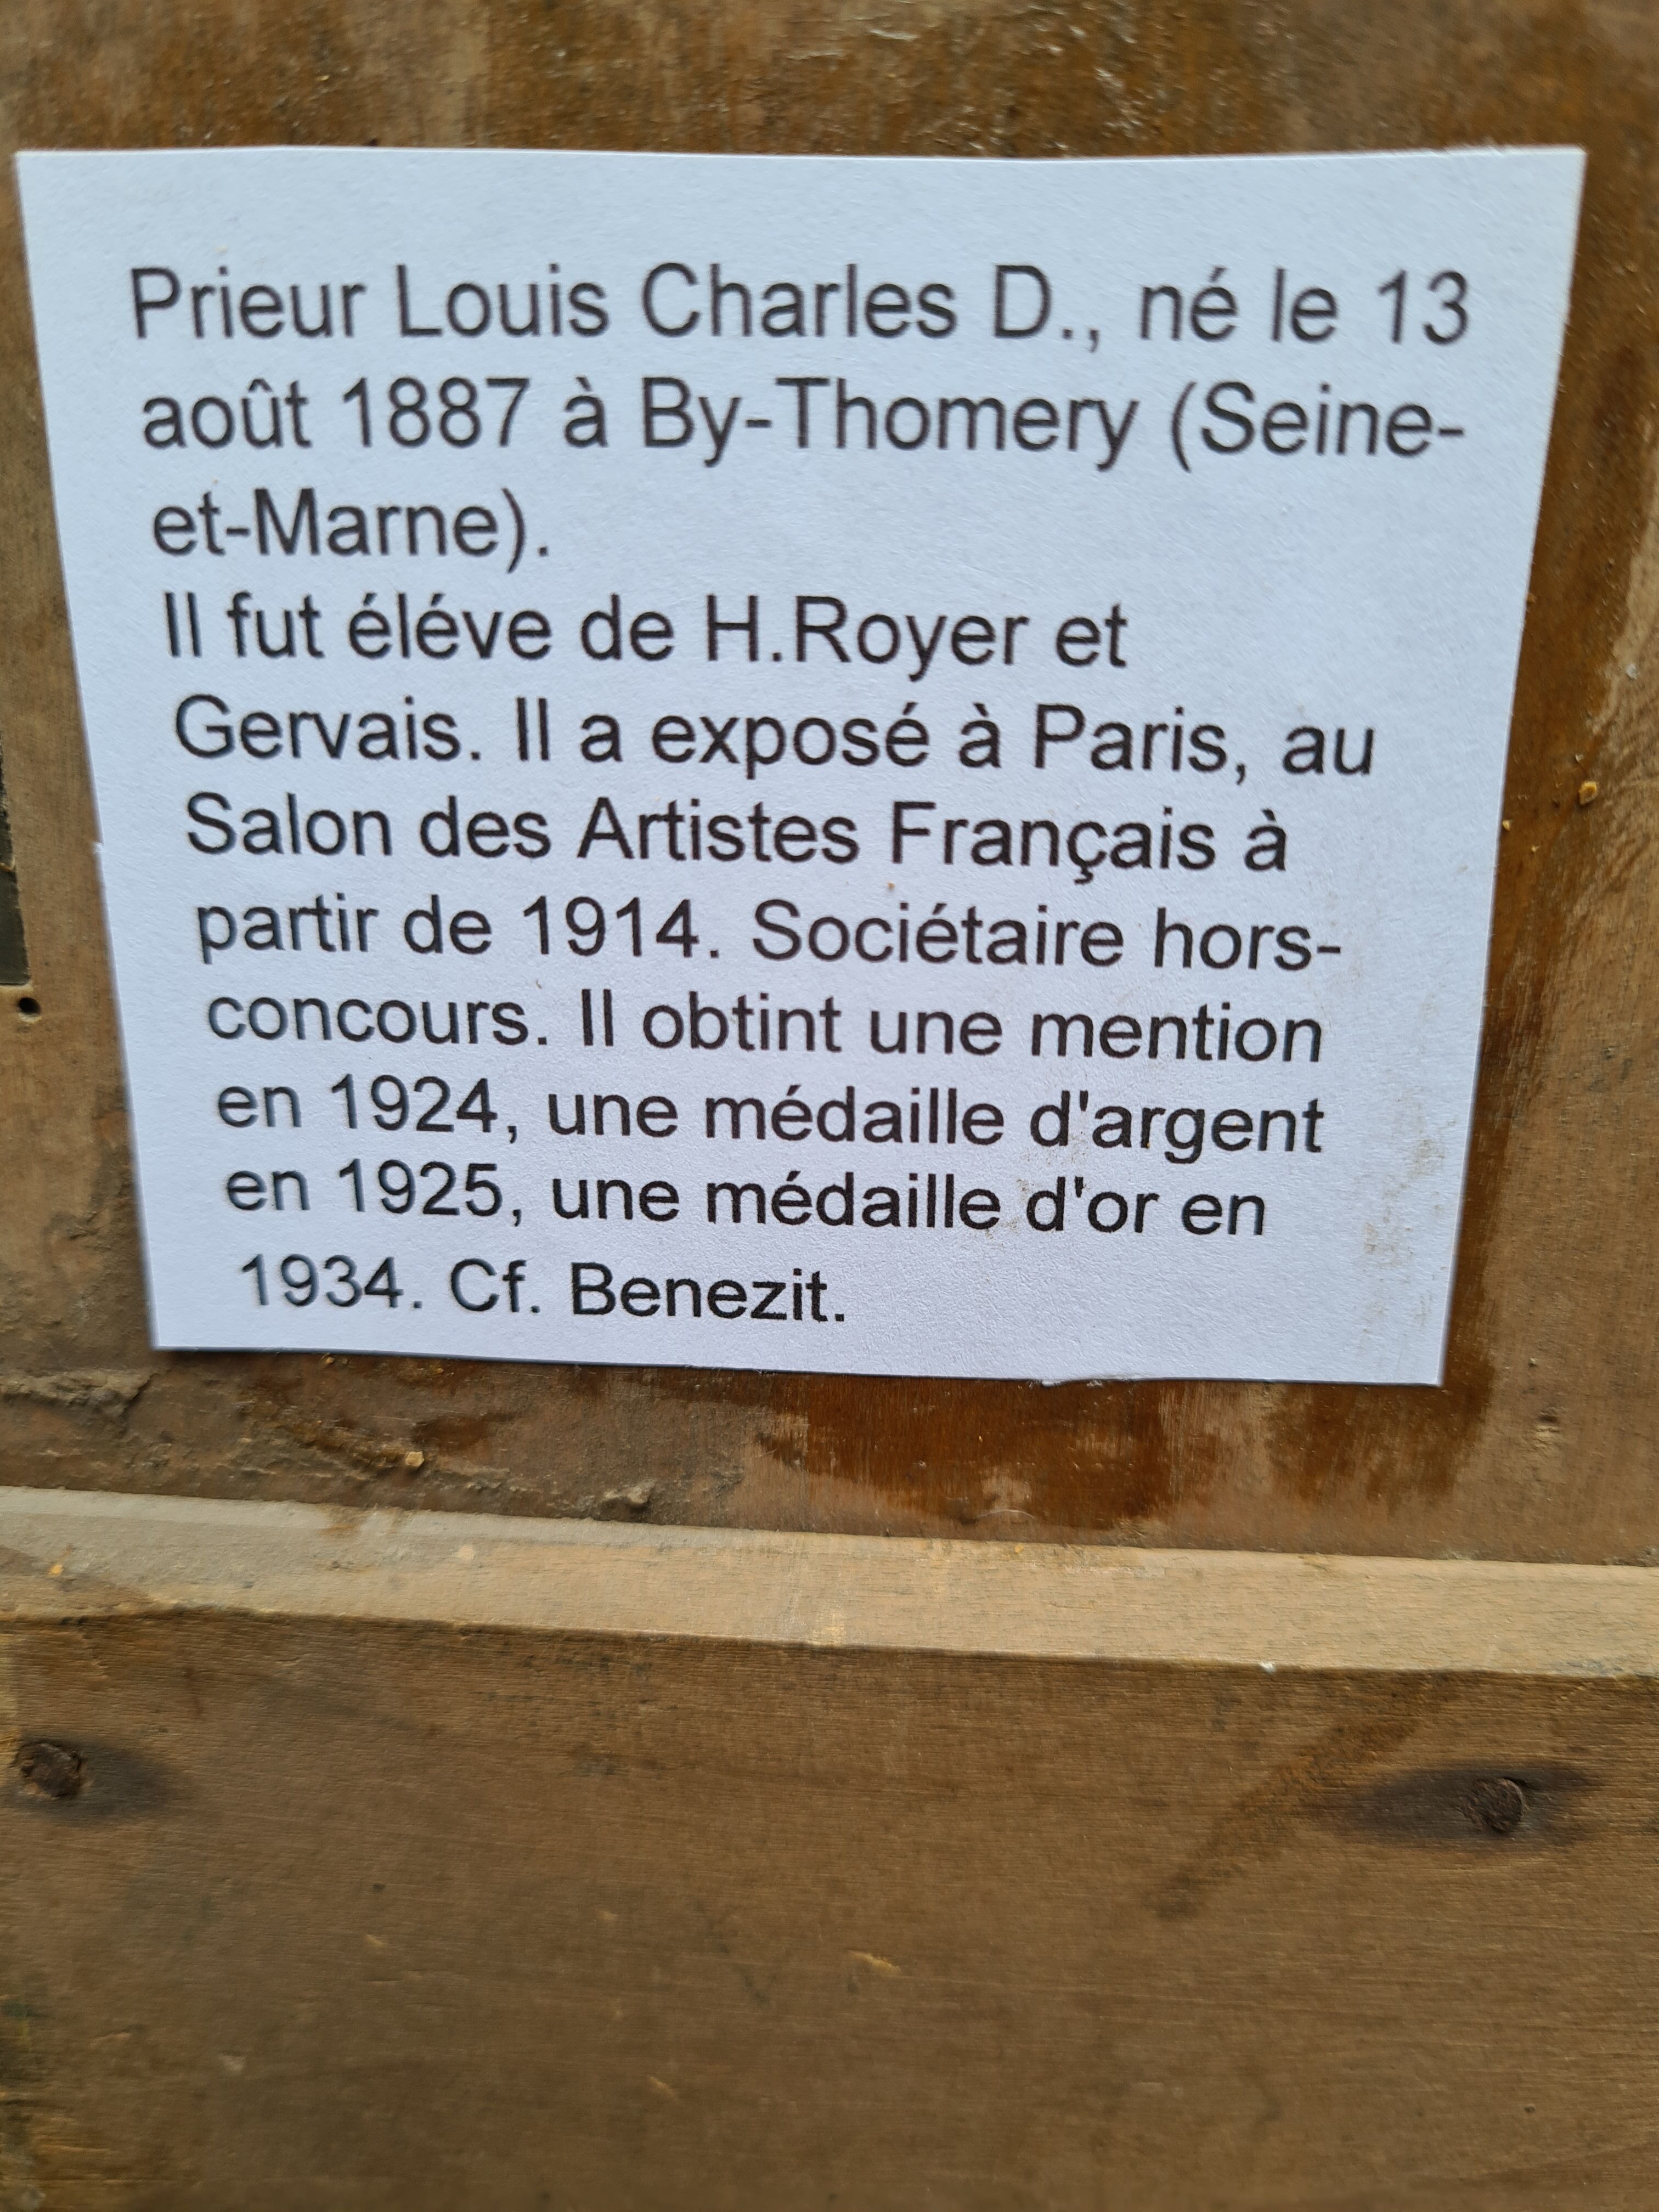 Prieur Louis Charles D., né le 13
août 1887 à By-Thomery (Seine-
et-Marne).
Il fut éléve de H.Royer et
Gervais. Il a exposé à Paris, au
Salon des Artistes Français à
partir de 1914. Sociétaire hors-
concours. Il obtint une mention
en 1924, une médaille d'argent
en 1925, une médaille d'or en
1934. Cf. Benezit.